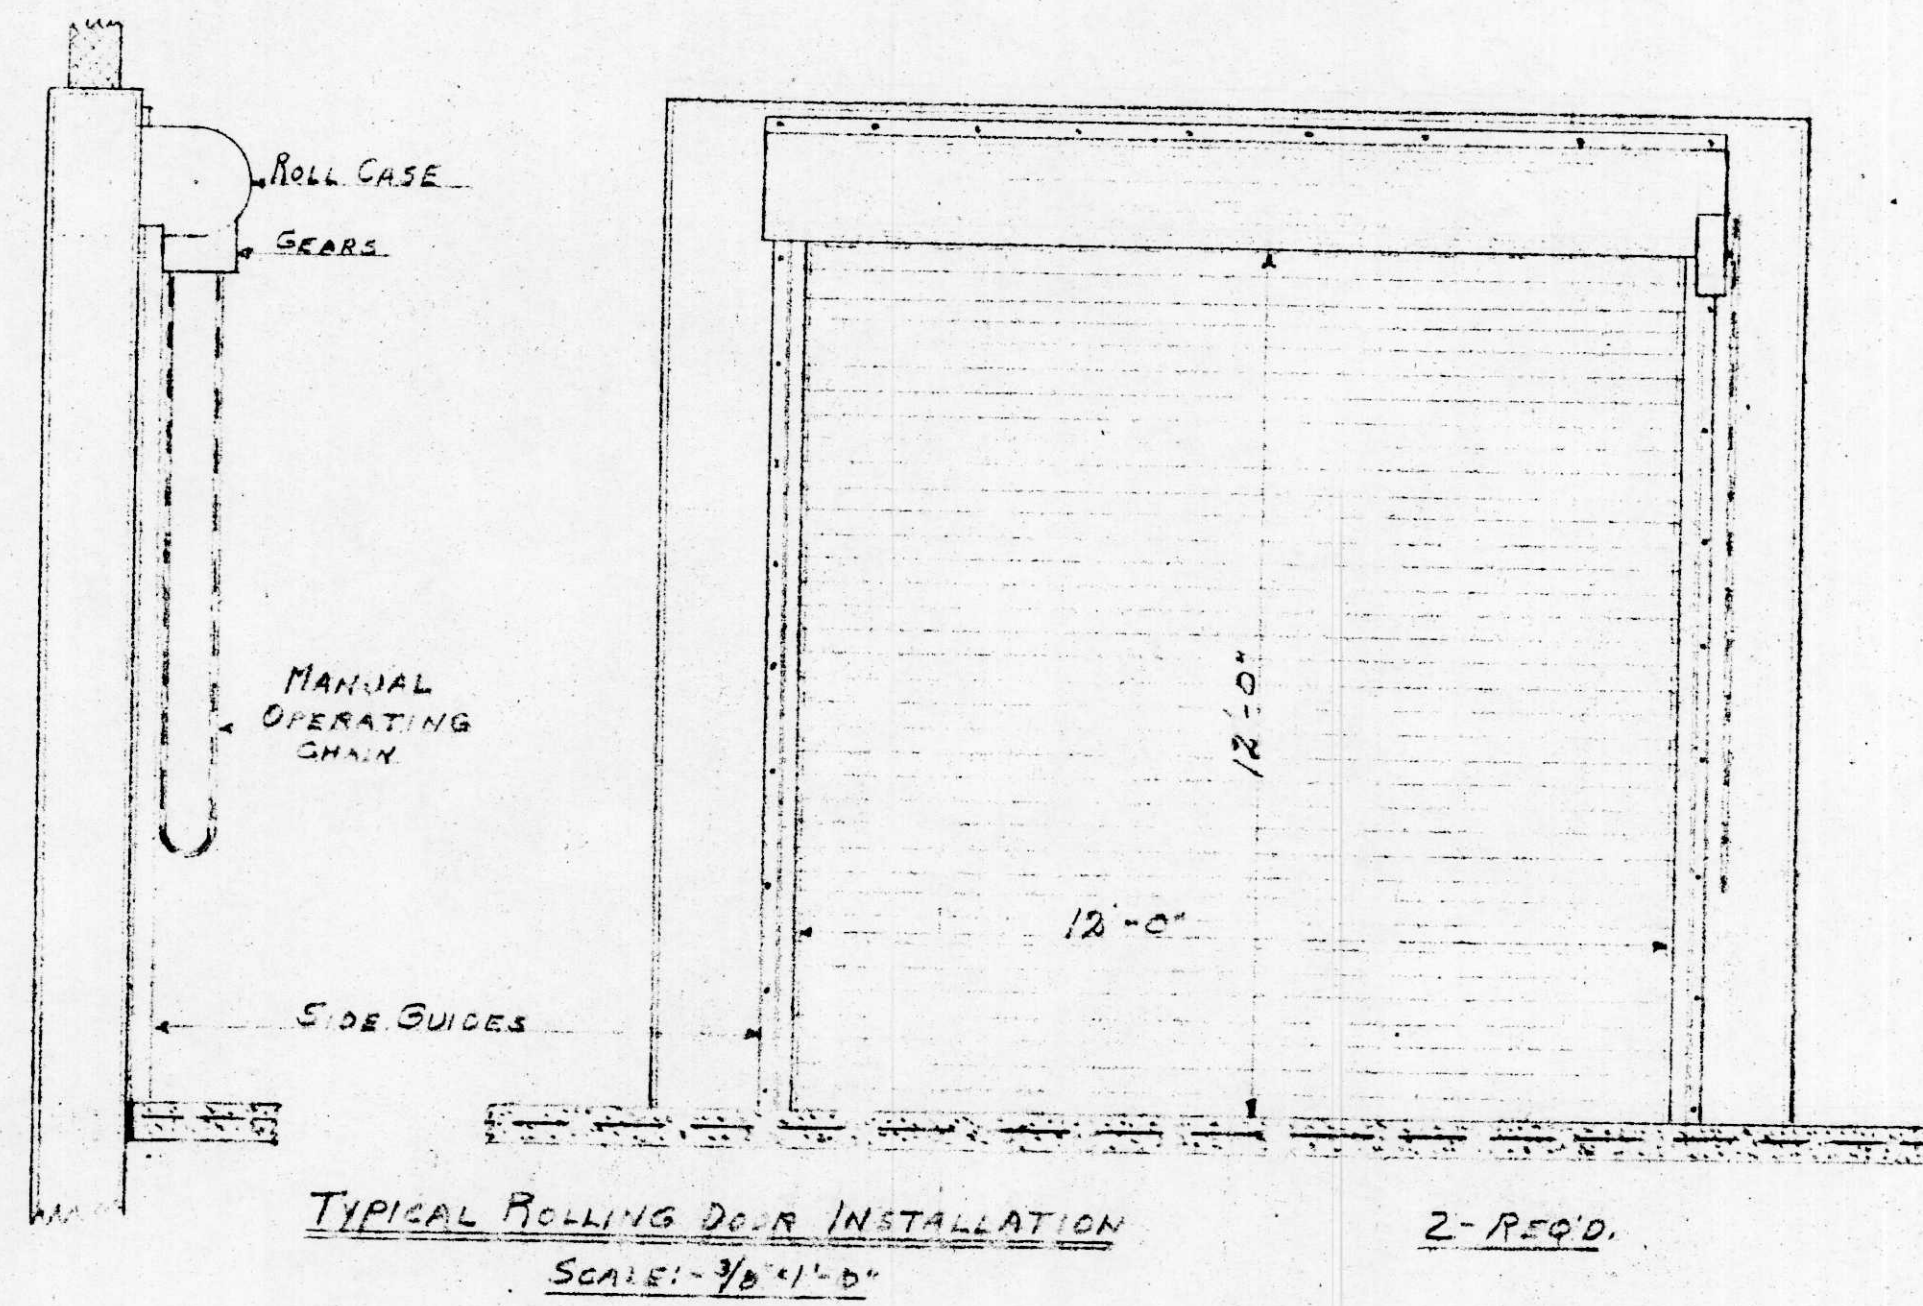 ROLL CASE
GEARS
MANUAL
OPERATING
CHAIN
SIDE GUIDES
12'-0"
12'-0"
TYPICAL ROLLING DOOR INSTALLATION
SCALE:- 3/8"=1'-0"
2- REQ'D.